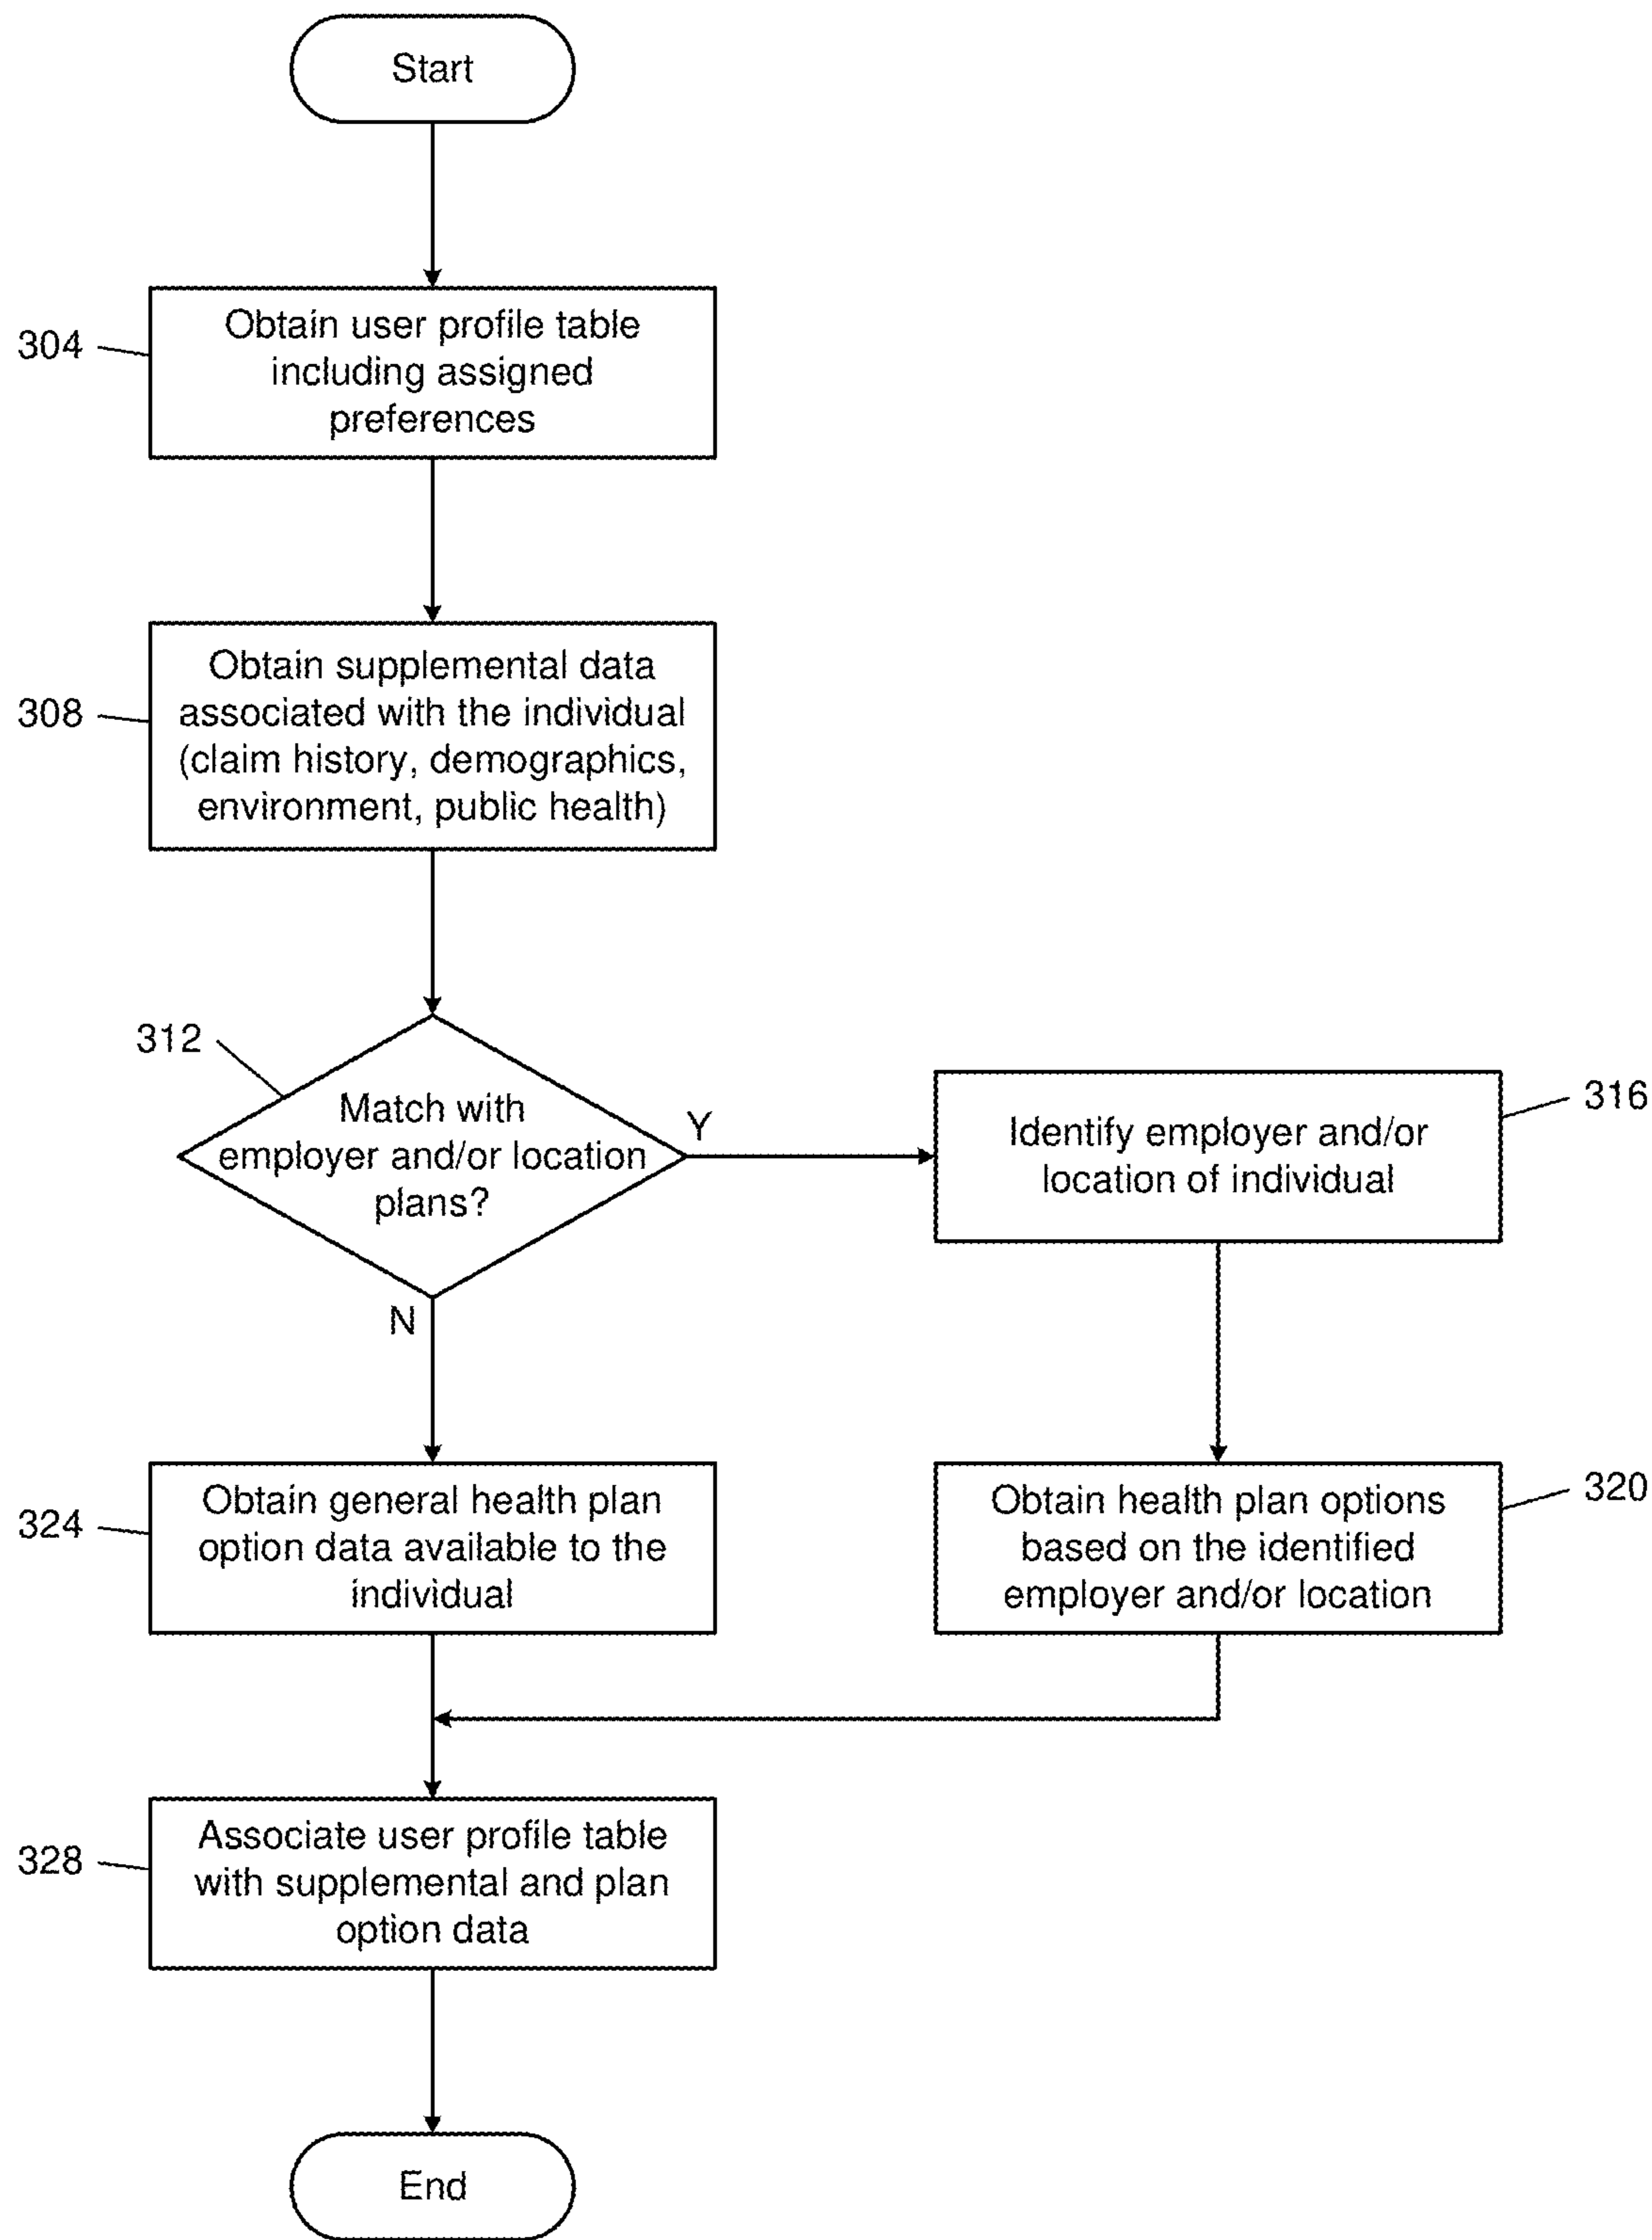 Start
304
Obtain user profile table
including assigned
preferences
308
Obtain supplemental data
associated with the individual
(claim history, demographics,
environment, public health)
312
Match with
employer and/or location
plans?
Y
N
316
Identify employer and/or
location of individual
324
Obtain general health plan
option data available to the
individual
320
Obtain health plan options
based on the identified
employer and/or location
328
Associate user profile table
with supplemental and plan
option data
End